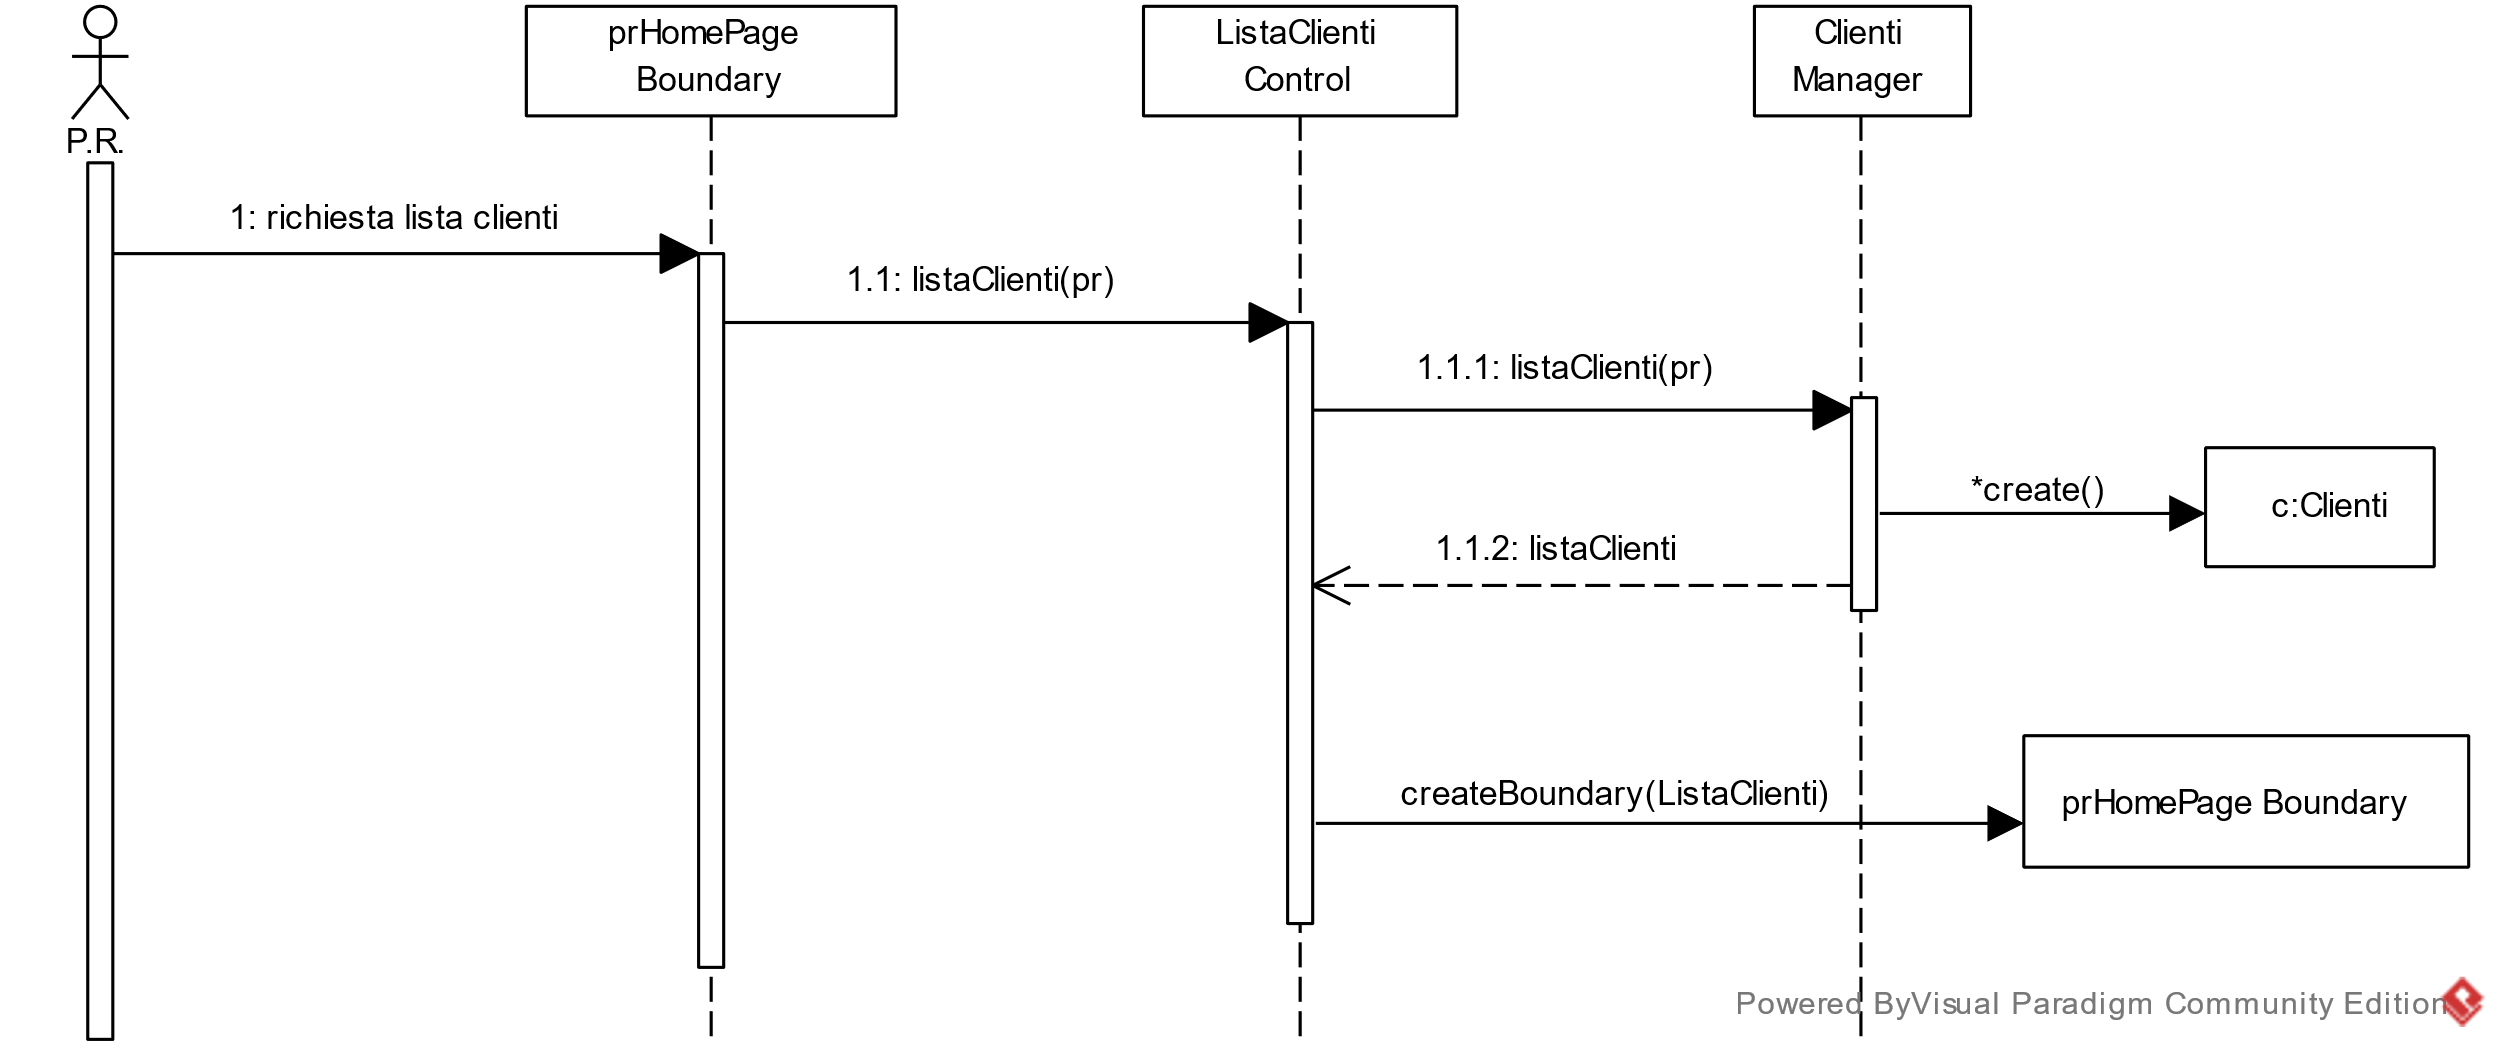 prHomePage
Boundary
ListaClienti
Control
Clienti
Manager
P.R.
1: richiesta lista clienti
1.1: listaClienti(pr)
1.1.1: listaClienti(pr)
*create()
c:Clienti
1.1.2: listaClienti
createBoundary(ListaClienti)
prHomePage Boundary
Powered ByVisual Paradigm Community Edition